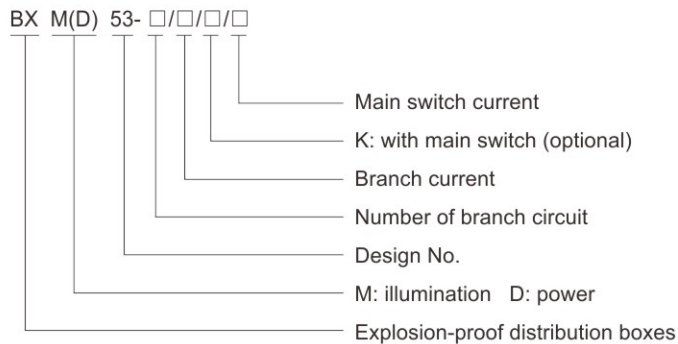 BX M(D) 53- □/□/□/□
Main switch current
K: with main switch (optional)
Branch current
Number of branch circuit
Design No.
M: illumination D: power
Explosion-proof distribution boxes